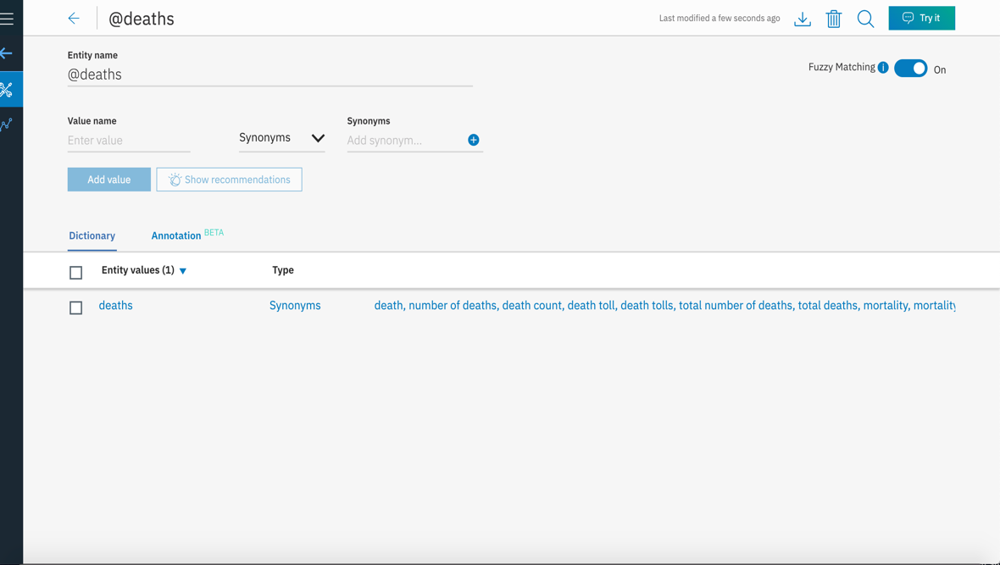 @deaths
Last modified a few seconds ago
Try it
Entity name
@deaths
Fuzzy Matching i On
Value name
Enter value
Synonyms
Synonyms
Add synonym...
Add value
Show recommendations
Dictionary
Annotation BETA
Entity values (1) ▼ Type
deaths Synonyms death, number of deaths, death count, death toll, death tolls, total number of deaths, total deaths, mortality, mortality